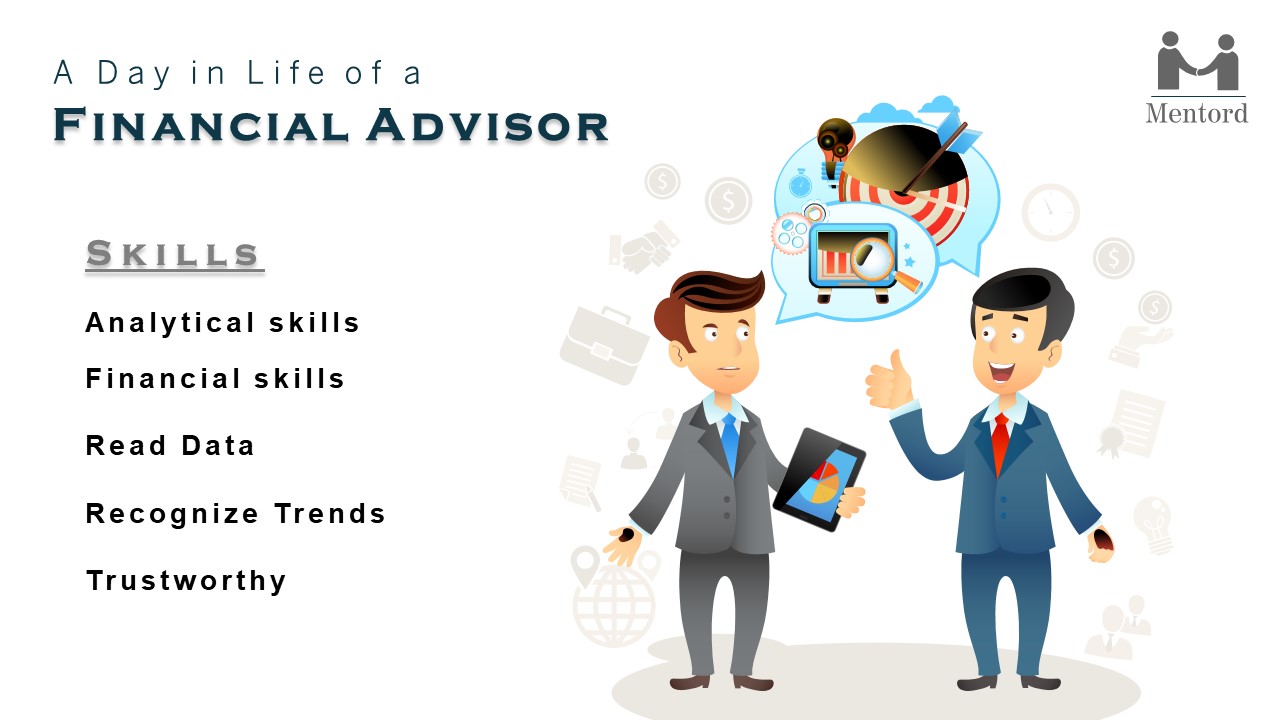 A Day in Life of a
FINANCIAL ADVISOR
Mentord
SKILLS
Analytical skills
Financial skills
Read Data
Recognize Trends
Trustworthy